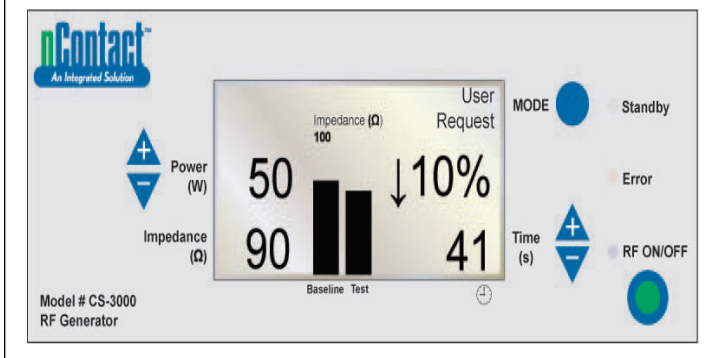 nContact™
An Integrated Solution
User
Request
MODE
Standby
Impedance (Ω)
100
+
Power
(W)
50
↓10%
Error
–
Impedance
(Ω)
90
41
Time
(s)
+
–
RF ON/OFF
Baseline Test
Model # CS-3000
RF Generator